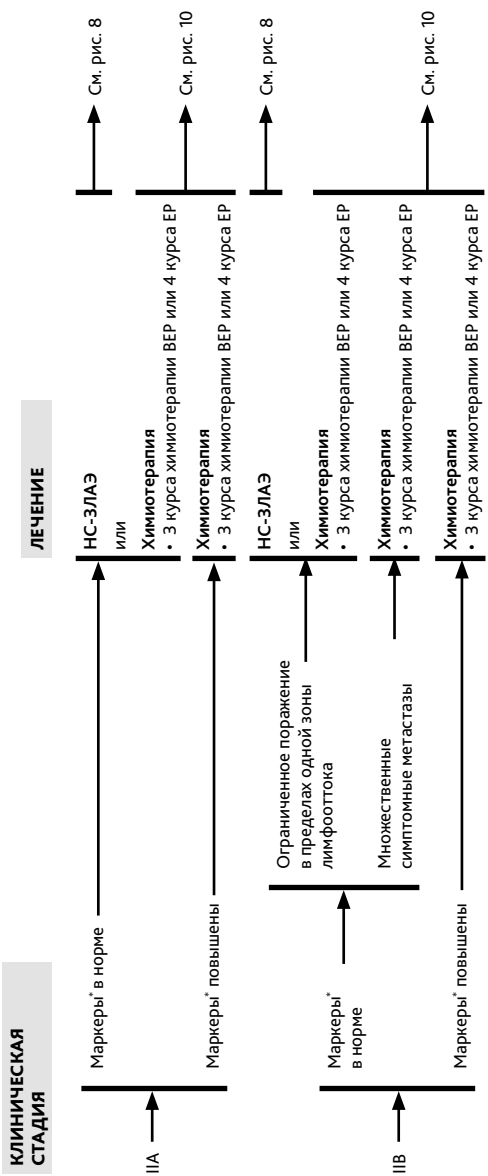 КЛИНИЧЕСКАЯ
СТАДИЯ
ЛЕЧЕНИЕ
IIA
Маркеры* в норме
НС-ЗЛАЭ
См. рис. 8
или
Химиотерапия
• 3 курса химиотерапии BEP или 4 курса EP
См. рис. 10
Маркеры* повышены
Химиотерапия
• 3 курса химиотерапии BEP или 4 курса EP
IIB
Маркеры*
в норме
Ограниченное поражение
в пределах одной зоны
лимфооттока
НС-ЗЛАЭ
См. рис. 8
или
Химиотерапия
• 3 курса химиотерапии BEP или 4 курса EP
Множественные
симптомные метастазы
Химиотерапия
• 3 курса химиотерапии BEP или 4 курса EP
См. рис. 10
Маркеры* повышены
Химиотерапия
• 3 курса химиотерапии BEP или 4 курса EP